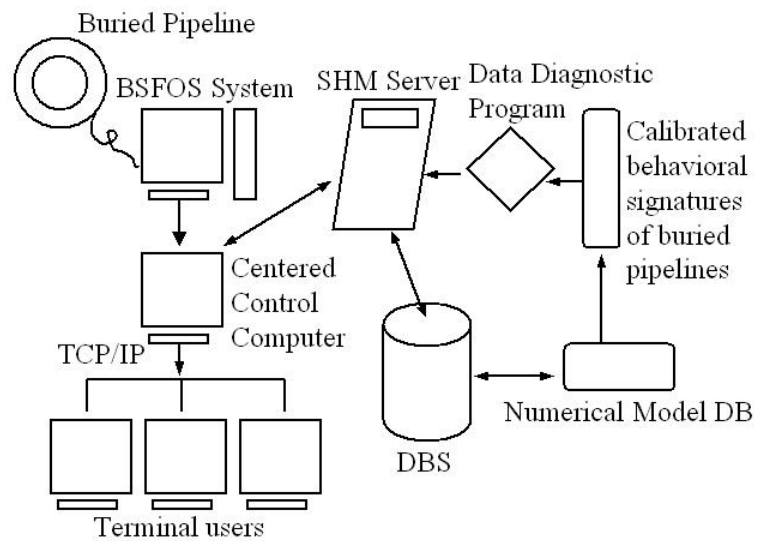 Buried Pipeline
BSFOS System
SHM Server
Data Diagnostic
Program
Calibrated
behavioral
signatures
of buried
pipelines
Centered
Control
Computer
TCP/IP
Numerical Model DB
DBS
Terminal users